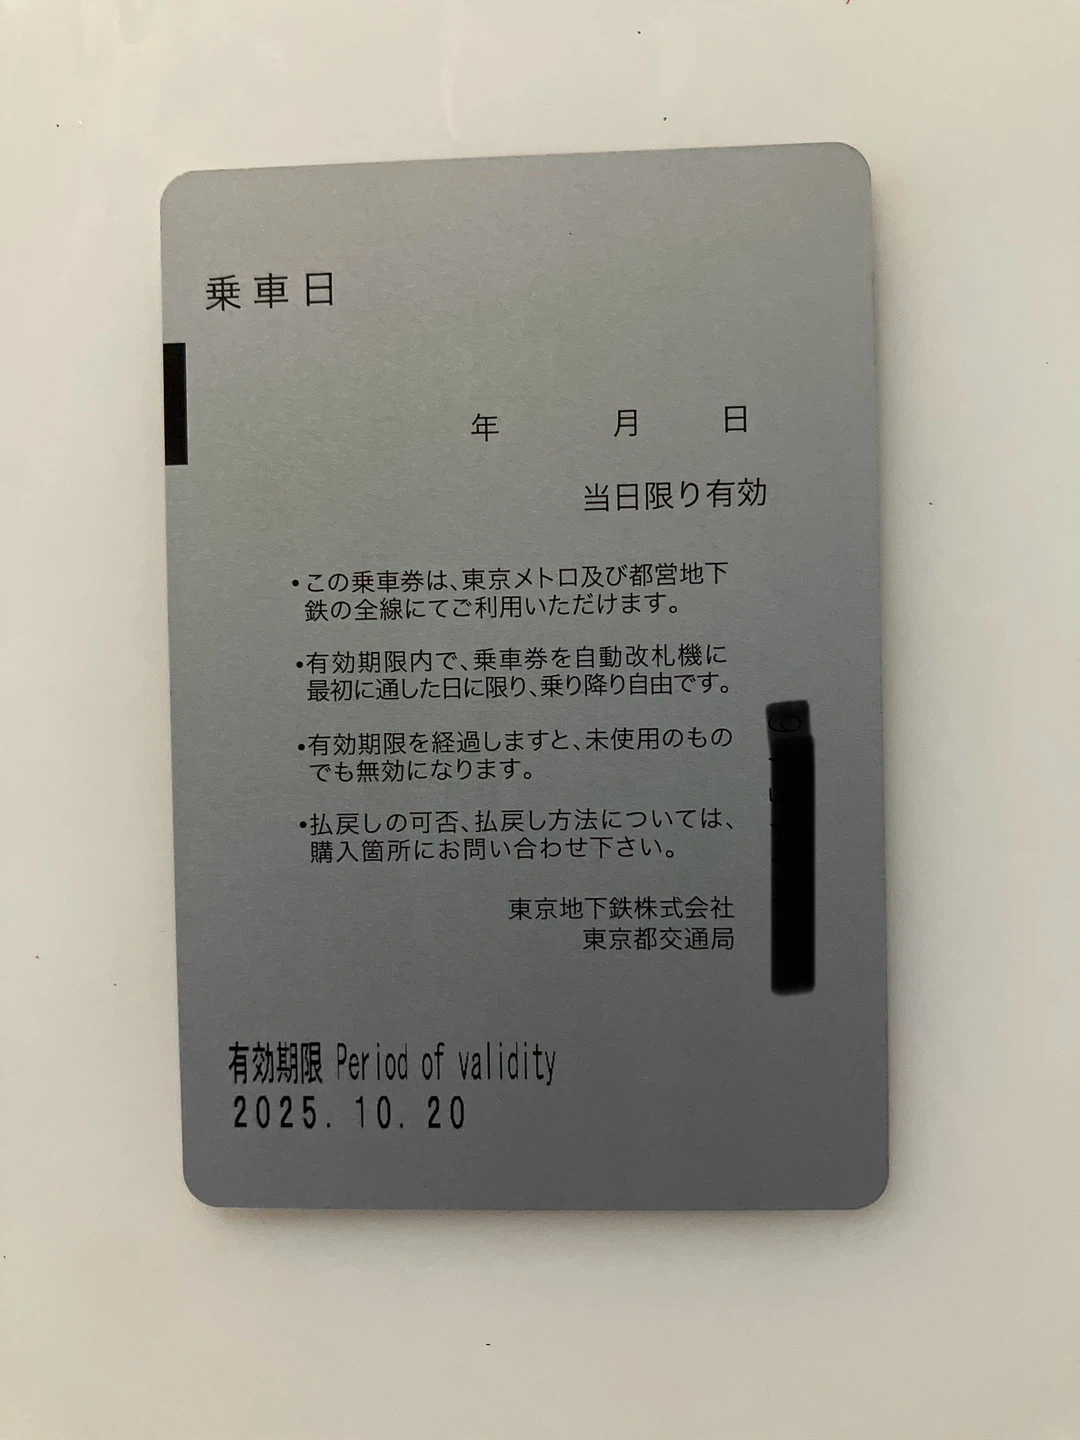 乗車日
年 月 日
当日限り有効
•この乗車券は、東京メトロ及び都営地下
鉄の全線にてご利用いただけます。
•有効期限内で、乗車券を自動改札機に
最初に通した日に限り、乗り降り自由です。
•有効期限を経過しますと、未使用のもの
でも無効になります。
•払戻しの可否、払戻し方法については、
購入箇所にお問い合わせ下さい。
東京地下鉄株式会社
東京都交通局
有効期限 Period of validity
2025.10.20